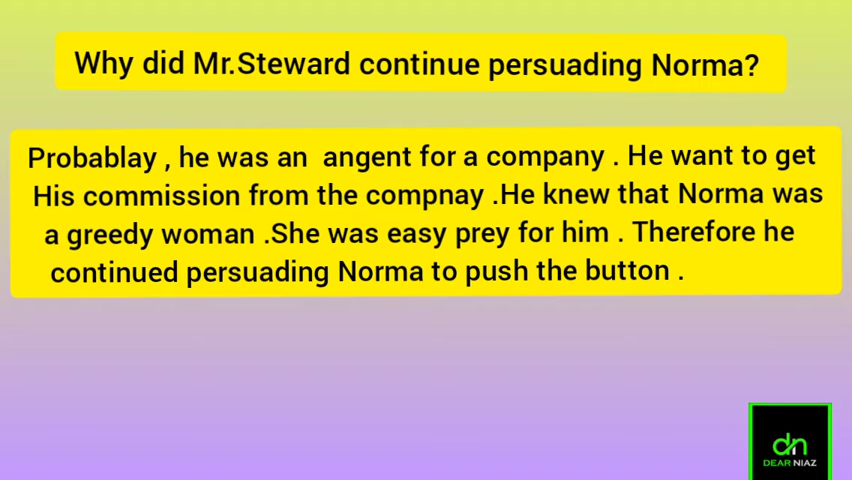 Why did Mr.Steward continue persuading Norma?
Probablay , he was an angent for a company . He want to get
His commission from the compnay .He knew that Norma was
a greedy woman .She was easy prey for him . Therefore he
continued persuading Norma to push the button .
dn
DEAR NIAZ